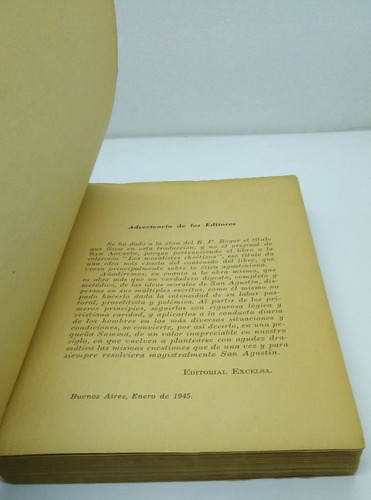 Advertencia de los Editores
Se ha dado a la obra del R. P. Boyer el título
que lleva en esta traducción, y no el original de
SAN AGUSTÍN, porque perteneciendo el libro a la
colección "Les moralistes chrétiens", ese título da
una idea más exacta del contenido del libro, que
versa principalmente sobre la ética agustiniana.
Añadiremos, en cuanto a la obra misma, que
es algo más que un verdadero digesto, completo y
metódico, de las ideas morales de San Agustín, dis-
persas en sus múltiples escritos, como él mismo no
pudo hacerlo dada la intensidad de su labor pas-
toral, proselitista y polémica. Al partir de los pri-
meros principios, seguirlos con rigurosa lógica y
cristiana caridad, y aplicarlos a la conducta diaria
de los hombres en las más diversas situaciones y
condiciones, se convierte, por así decirlo, en una pe-
queña Summa, de un valor inapreciable en nuestro
siglo, en que vuelven a plantearse con agudez dra-
mática las mismas cuestiones que de una vez y para
siempre resolviera magistralmente San Agustín.
EDITORIAL EXCELSA.
Buenos Aires, Enero de 1945.